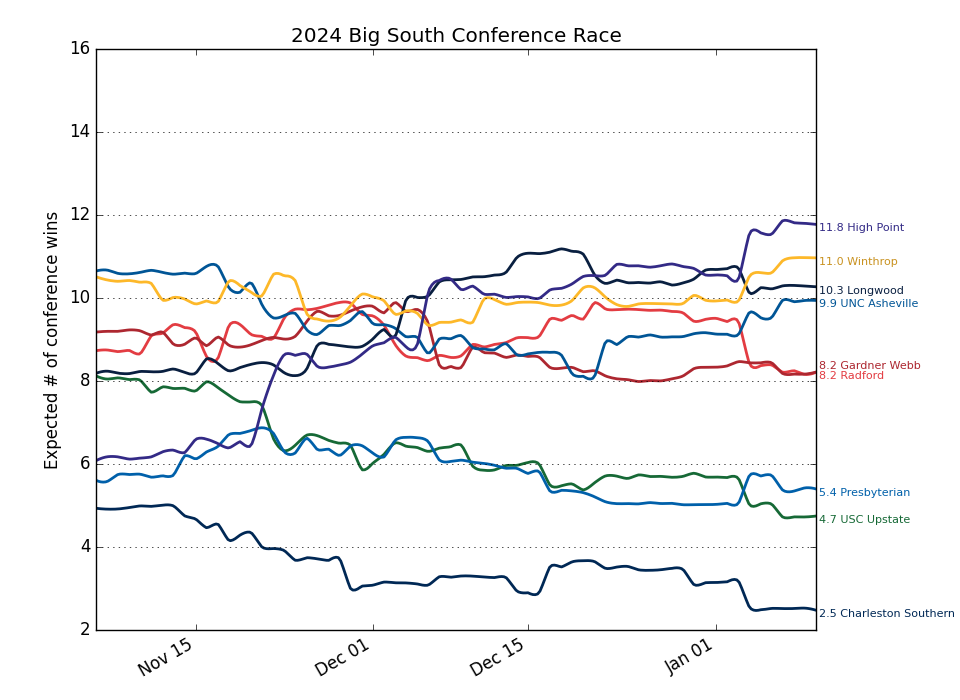 2024 Big South Conference Race
Expected # of conference wins
16
14
12
10
8
6
4
2
11.8 High Point
11.0 Winthrop
10.3 Longwood
9.9 UNC Asheville
8.2 Gardner Webb
8.2 Radford
5.4 Presbyterian
4.7 USC Upstate
2.5 Charleston Southern
Nov 15
Dec 01
Dec 15
Jan 01